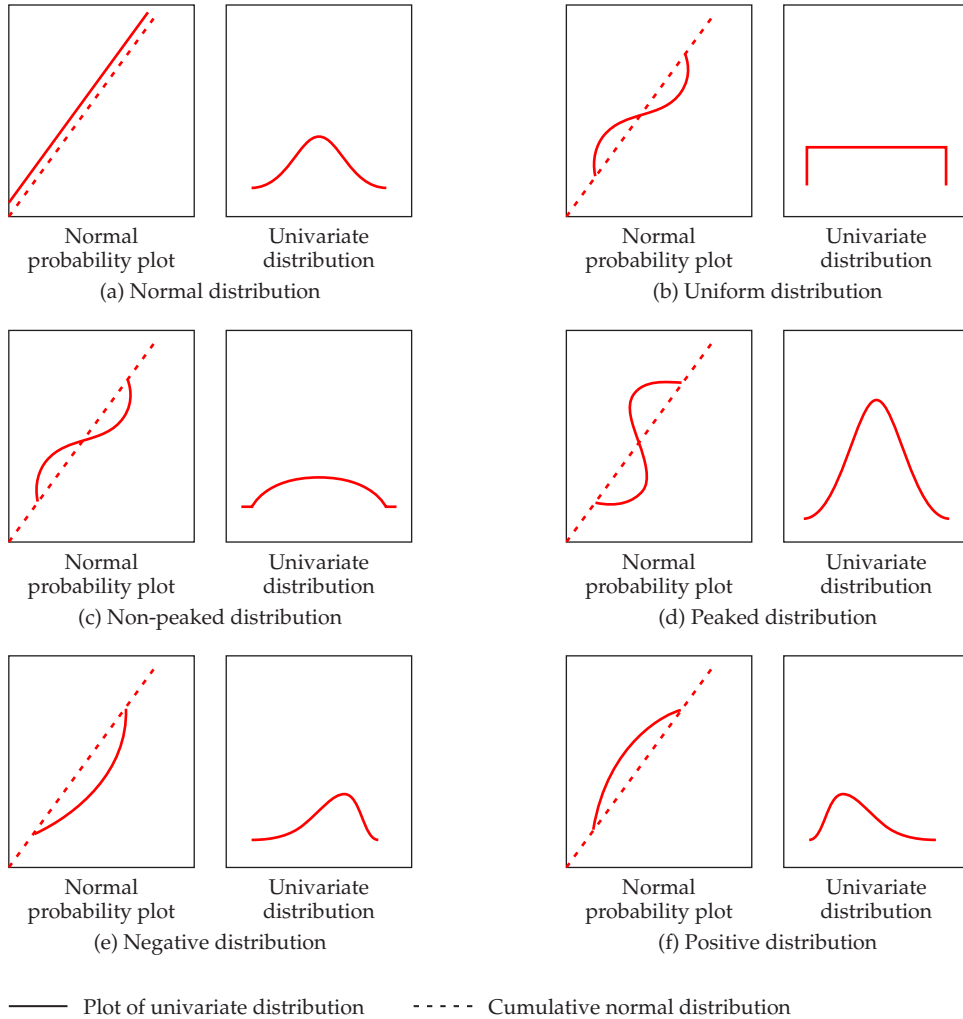 Normal
probability plot
Univariate
distribution
(a) Normal distribution
Normal
probability plot
Univariate
distribution
(b) Uniform distribution
Normal
probability plot
Univariate
distribution
(c) Non-peaked distribution
Normal
probability plot
Univariate
distribution
(d) Peaked distribution
Normal
probability plot
Univariate
distribution
(e) Negative distribution
Normal
probability plot
Univariate
distribution
(f) Positive distribution
Plot of univariate distribution
Cumulative normal distribution